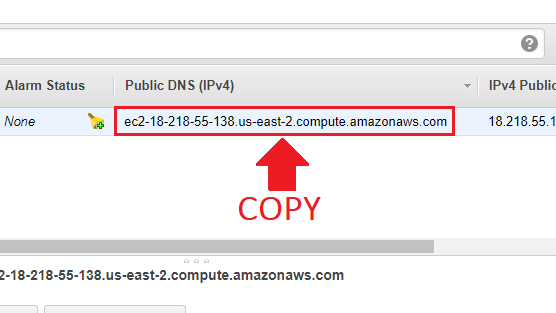 ?
Alarm Status Public DNS (IPv4) IPv4 Public
None ec2-18-218-55-138.us-east-2.compute.amazonaws.com 18.218.55.1
COPY
2-18-218-55-138.us-east-2.compute.amazonaws.com